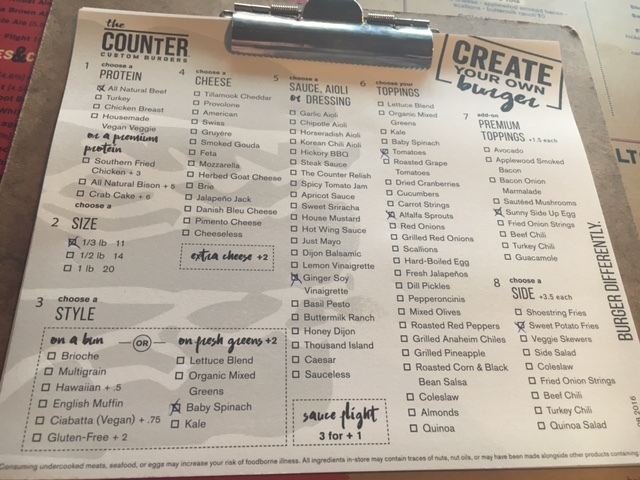 the
COUNTER
CUSTOM BURGERS
CREATE
YOUR OWN
burger
1 choose a
PROTEIN
All Natural Beef
Turkey
Chicken Breast
Housemade
Vegan Veggie
or a premium
protein
Southern Fried
Chicken + 3
All Natural Bison + 5
Crab Cake + 6
2 choose a
SIZE
1/3 lb 11
1/2 lb 14
1 lb 20
3 choose a
STYLE
on a bun
Brioche
Multigrain
Hawaiian + .5
English Muffin
Ciabatta (Vegan) + .75
Gluten-Free + 2
OR
on fresh greens +2
Lettuce Blend
Organic Mixed
Greens
Baby Spinach
Kale
4 choose a
CHEESE
Tillamook Cheddar
Provolone
American
Swiss
Gruyère
Smoked Gouda
Feta
Mozzarella
Herbed Goat Cheese
Brie
Jalapeño Jack
Danish Bleu Cheese
Pimento Cheese
Cheeseless
extra cheese +2
5 choose a
SAUCE, AIOLI
or DRESSING
Garlic Aioli
Chipotle Aioli
Horseradish Aioli
Korean Chili Aioli
Hickory BBQ
Steak Sauce
The Counter Relish
Spicy Tomato Jam
Apricot Sauce
Sweet Sriracha
House Mustard
Hot Wing Sauce
Just Mayo
Dijon Balsamic
Lemon Vinaigrette
Ginger Soy
Vinaigrette
Basil Pesto
Buttermilk Ranch
Honey Dijon
Thousand Island
Caesar
Sauceless
sauce flight
3 for + 1
6 choose your
TOPPINGS
Lettuce Blend
Organic Mixed
Greens
Kale
Baby Spinach
Tomatoes
Roasted Grape
Tomatoes
Dried Cranberries
Cucumbers
Carrot Strings
Alfalfa Sprouts
Red Onions
Grilled Red Onions
Scallions
Hard-Boiled Egg
Fresh Jalapeños
Dill Pickles
Pepperoncinis
Mixed Olives
Roasted Red Peppers
Grilled Anaheim Chiles
Grilled Pineapple
Roasted Corn & Black
Bean Salsa
Coleslaw
Almonds
Quinoa
7 add-on
PREMIUM
TOPPINGS +1.5 each
Avocado
Applewood Smoked
Bacon
Bacon Onion
Marmalade
Sautéed Mushrooms
Sunny Side Up Egg
Fried Onion Strings
Beef Chili
Turkey Chili
Guacamole
8 choose a
SIDE +3.5 each
Shoestring Fries
Sweet Potato Fries
Veggie Skewers
Side Salad
Coleslaw
Fried Onion Strings
Beef Chili
Turkey Chili
Quinoa Salad
BURGER DIFFERENTLY.
08.2016
Consuming undercooked meats, seafood, or eggs may increase your risk of foodborne illness. All ingredients in-store may contain traces of nuts, nut oils, or may have been made alongside other products containing